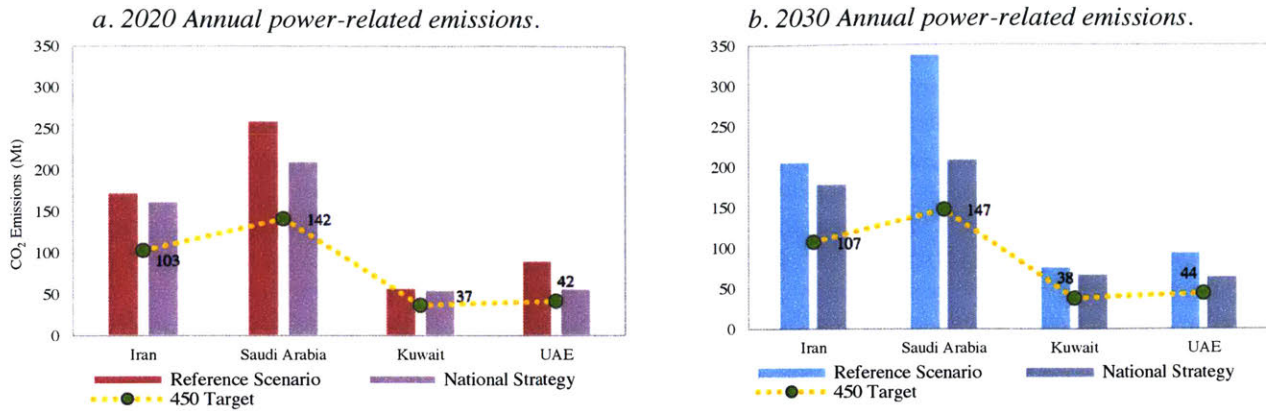 a. 2020 Annual power-related emissions.
350
300
250
200
150
100
50
0
CO₂ Emissions (Mt)
103
142
37
42
Iran Saudi Arabia Kuwait UAE
Reference Scenario National Strategy
450 Target
b. 2030 Annual power-related emissions.
350
300
250
200
150
100
50
0
107
147
38
44
Iran Saudi Arabia Kuwait UAE
Reference Scenario National Strategy
450 Target